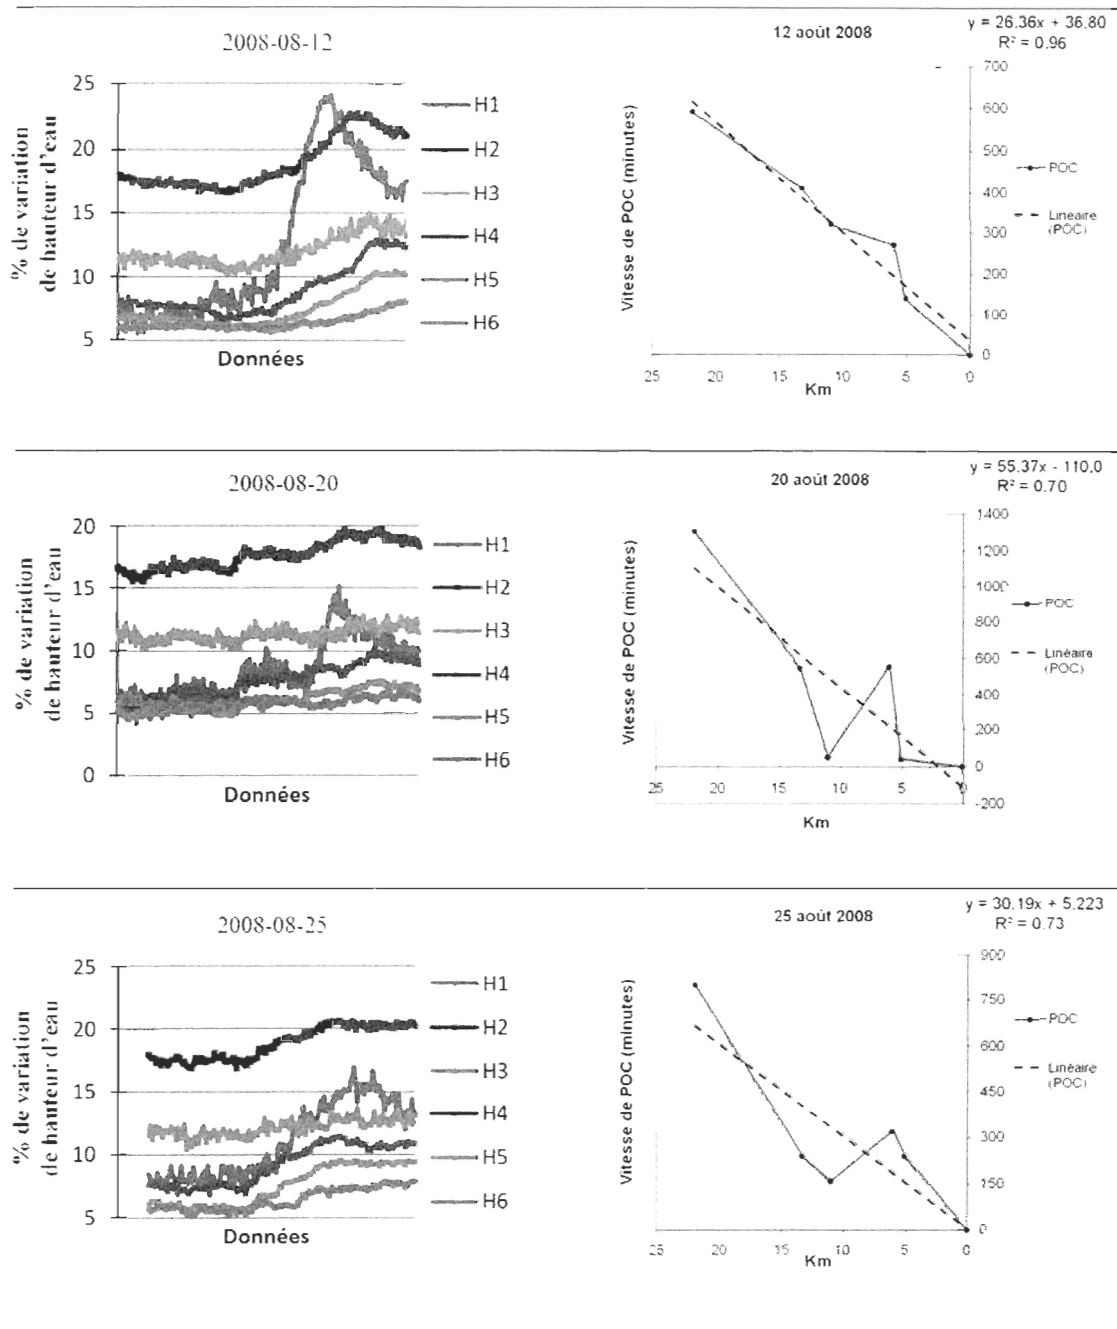 2008-08-12
% de variation
de hauteur d'eau
25
20
15
10
5
Données
H1
H2
H3
H4
H5
H6
12 août 2008
y = 26.36x + 36.80
R² = 0.96
Vitesse de POC (minutes)
700
600
500
400
300
200
100
0
25 20 15 10 5 0
Km
POC
Linéaire
(POC)
2008-08-20
% de variation
de hauteur d'eau
20
15
10
5
0
Données
H1
H2
H3
H4
H5
H6
20 août 2008
y = 55.37x - 110.0
R² = 0.70
Vitesse de POC (minutes)
1400
1200
1000
800
600
400
200
0
-200
25 20 15 10 5 0
Km
POC
Linéaire
(POC)
2008-08-25
% de variation
de hauteur d'eau
25
20
15
10
5
Données
H1
H2
H3
H4
H5
H6
25 août 2008
y = 30.19x + 5.223
R² = 0.73
Vitesse de POC (minutes)
900
750
600
450
300
150
0
25 20 15 10 5 0
Km
POC
Linéaire
(POC)